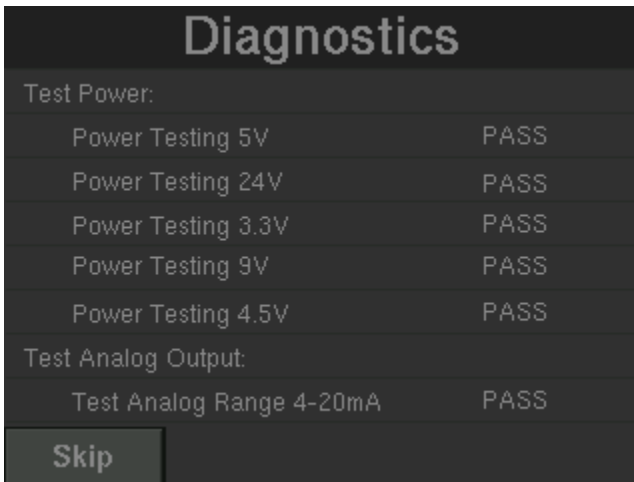 Diagnostics
Test Power:
Power Testing 5V PASS
Power Testing 24V PASS
Power Testing 3.3V PASS
Power Testing 9V PASS
Power Testing 4.5V PASS
Test Analog Output:
Test Analog Range 4-20mA PASS
Skip